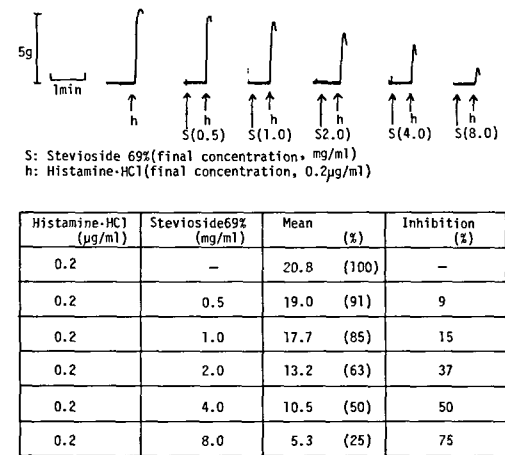 5g
1min
h h h h h h
S(0.5) S(1.0) S2.0) S(4.0) S(8.0)
S: Stevioside 69%(final concentration, mg/ml)
h: Histamine·HCl(final concentration, 0.2μg/ml)
Histamine·HCl Stevioside69% Mean Inhibition
(μg/ml) (mg/ml) (%) (%)
0.2 – 20.8 (100) –
0.2 0.5 19.0 (91) 9
0.2 1.0 17.7 (85) 15
0.2 2.0 13.2 (63) 37
0.2 4.0 10.5 (50) 50
0.2 8.0 5.3 (25) 75